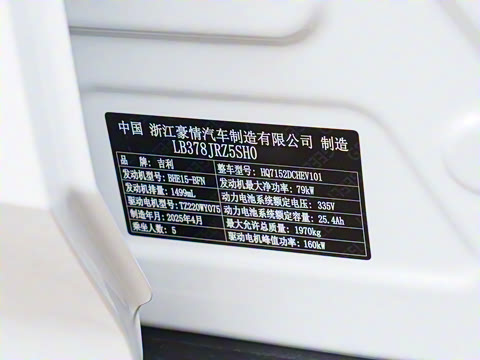 中国 浙江豪情汽车制造有限公司 制造
LB378JRZ5SH0
品 牌: 吉利 整车型号: HQ7152DCHEV101
发动机型号: BHE15-BFN 发动机最大净功率: 79kW
发动机排量: 1499mL 动力电池系统额定电压: 335V
驱动电机型号: TZ220WY075 动力电池系统额定容量: 25.4Ah
制造年月: 2025年4月 最大允许总质量: 1970kg
乘坐人数: 5 驱动电机峰值功率: 160kW